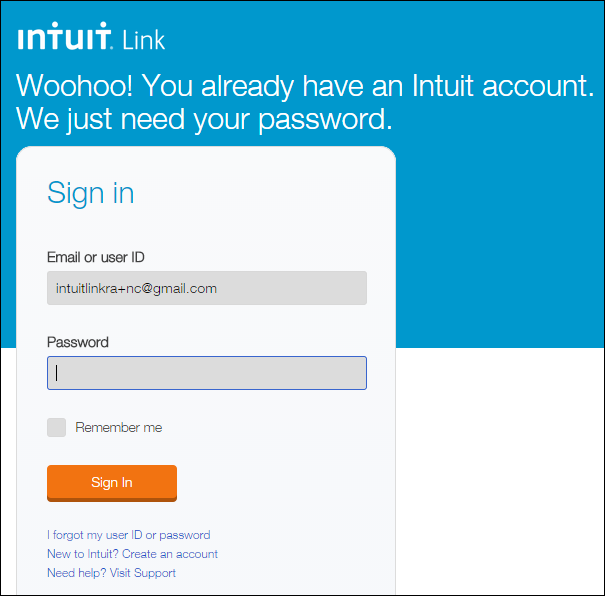 intuit. Link
Woohoo! You already have an Intuit account.
We just need your password.
Sign in
Email or user ID
intuitlinkra+nc@gmail.com
Password
Remember me
Sign In
I forgot my user ID or password
New to Intuit? Create an account
Need help? Visit Support